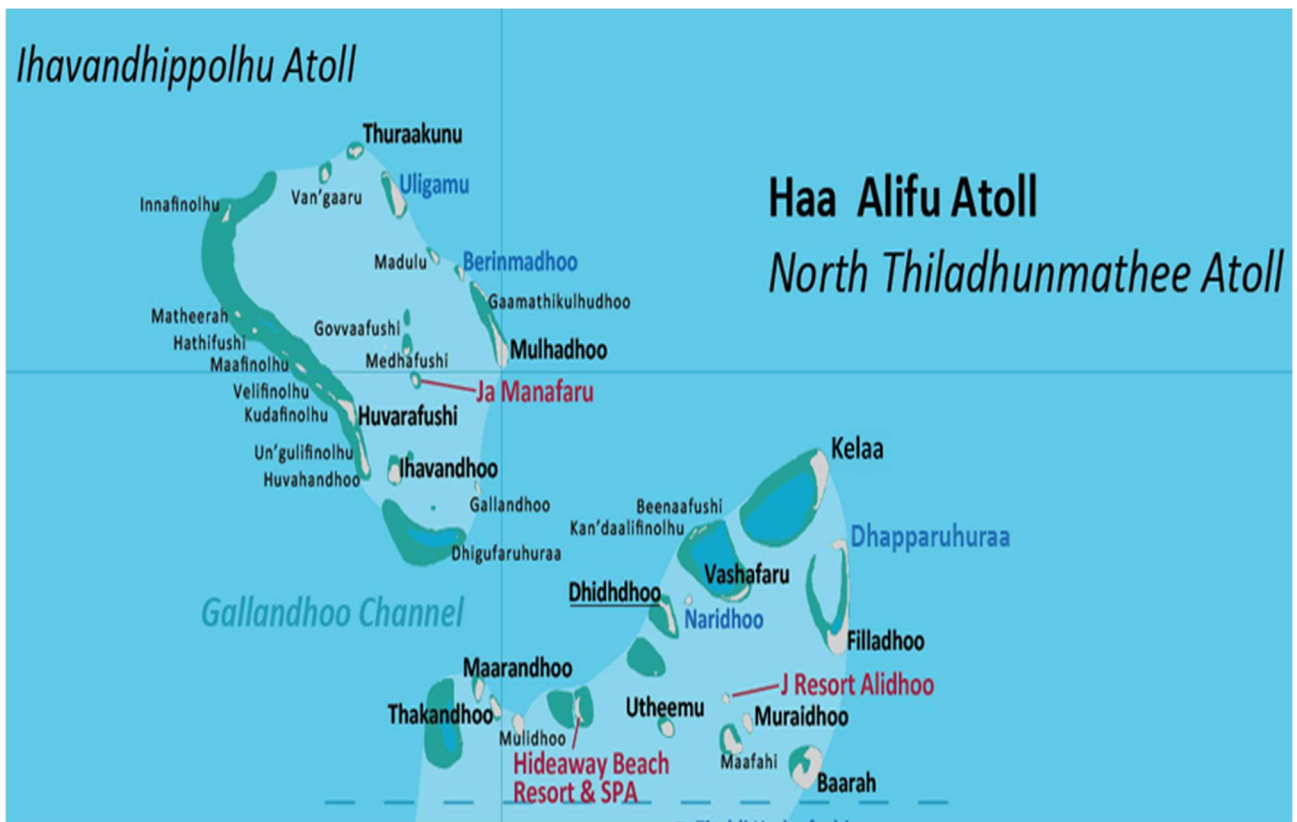 Ihavandhippolhu Atoll
Thuraakunu
Van'gaaru
Uligamu
Innafinolhu
Haa Alifu Atoll
North Thiladhunmathee Atoll
Madulu
Berinmadhoo
Gaamathikulhudhoo
Matheerah
Govvaafushi
Hathifushi
Mulhadhoo
Maafinolhu
Medhafushi
Velifinolhu
Ja Manafaru
Kudafinolhu
Huvarafushi
Un'gulifinolhu
Kelaa
Ihavandhoo
Huvahandhoo
Gallandhoo
Beenaafushi
Kan'daalifinolhu
Dhapparuhuraa
Dhigufaruhuraa
Vashafaru
Dhidhdhoo
Gallandhoo Channel
Naridhoo
Filladhoo
Maarandhoo
J Resort Alidhoo
Thakandhoo
Utheemu
Muraidhoo
Mulidhoo
Hideaway Beach
Resort & SPA
Maafahi
Baarah